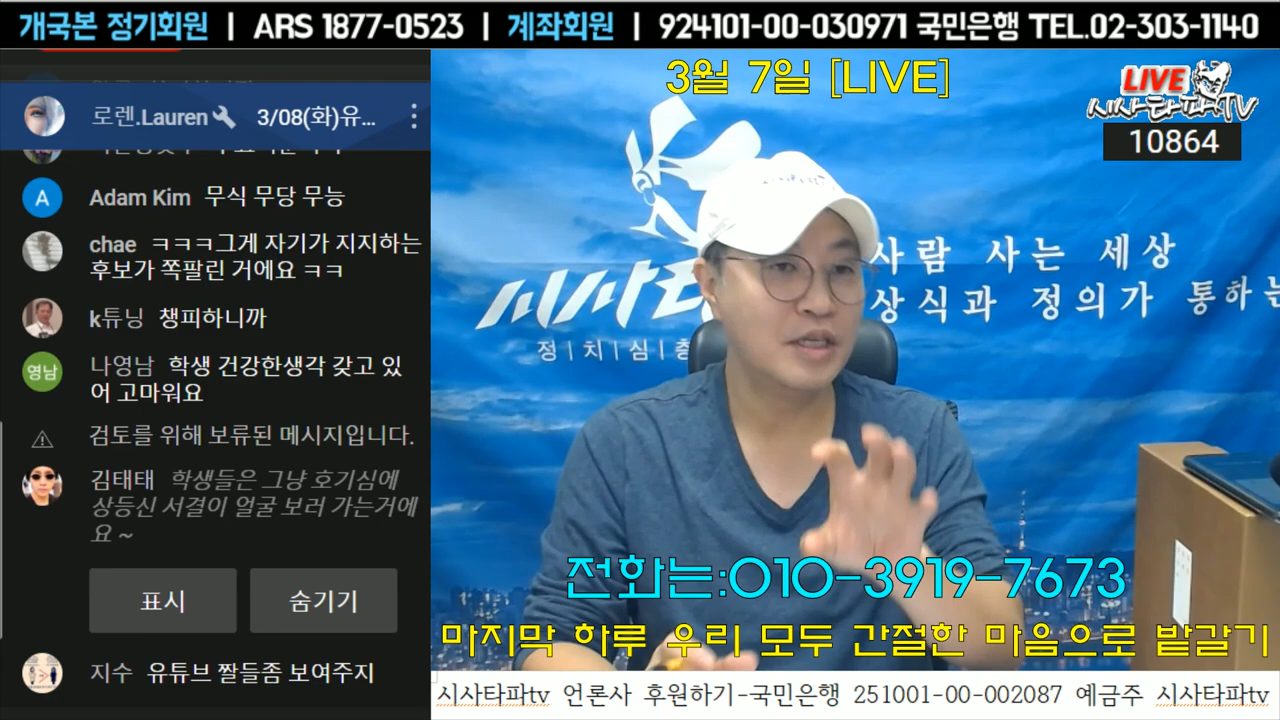 개국본 정기회원 | ARS 1877-0523 | 계좌회원 | 924101-00-030971 국민은행 TEL.02-303-1140
로렌.Lauren 3/08(화)유...
Adam Kim 무식 무당 무능
chae ㅋㅋㅋ그게 자기가 지지하는
후보가 쪽팔린 거에요 ㅋㅋ
k튜닝 챙피하니까
나영남 학생 건강한생각 갖고 있
어 고마워요
영남
A
검토를 위해 보류된 메시지입니다.
김태태 학생들은 그냥 호기심에
상등신 서결이 얼굴 보러 가는거에
요 ~
표시 숨기기
지수 유튜브 짤들좀 보여주지
3월 7일 [LIVE]
LIVE
시사타파TV
10864
사람 사는 세상
상식과 정의가 통하는
시사타
정|치|심|층
전화는:010-3919-7673
마지막 하루 우리 모두 간절한 마음으로 밭갈기
시사타파tv 언론사 후원하기-국민은행 251001-00-002087 예금주 시사타파tv